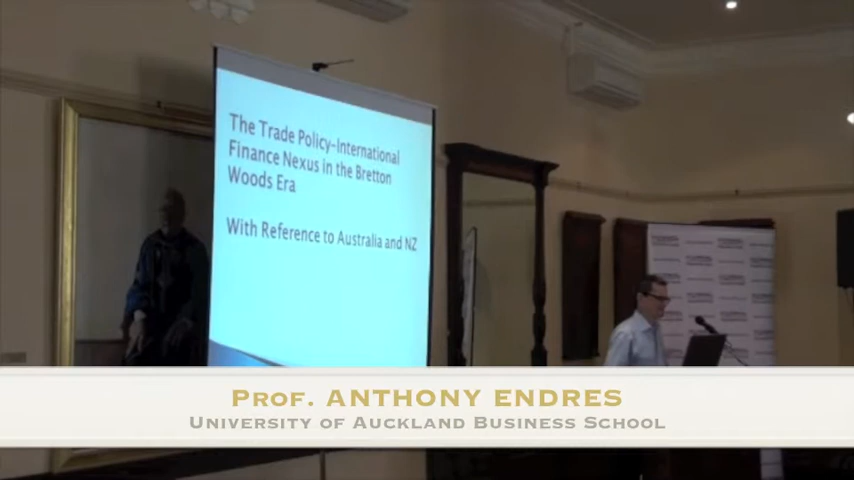 The Trade Policy-International
Finance Nexus in the Bretton
Woods Era
With Reference to Australia and NZ
Prof. ANTHONY ENDRES
University of Auckland Business School